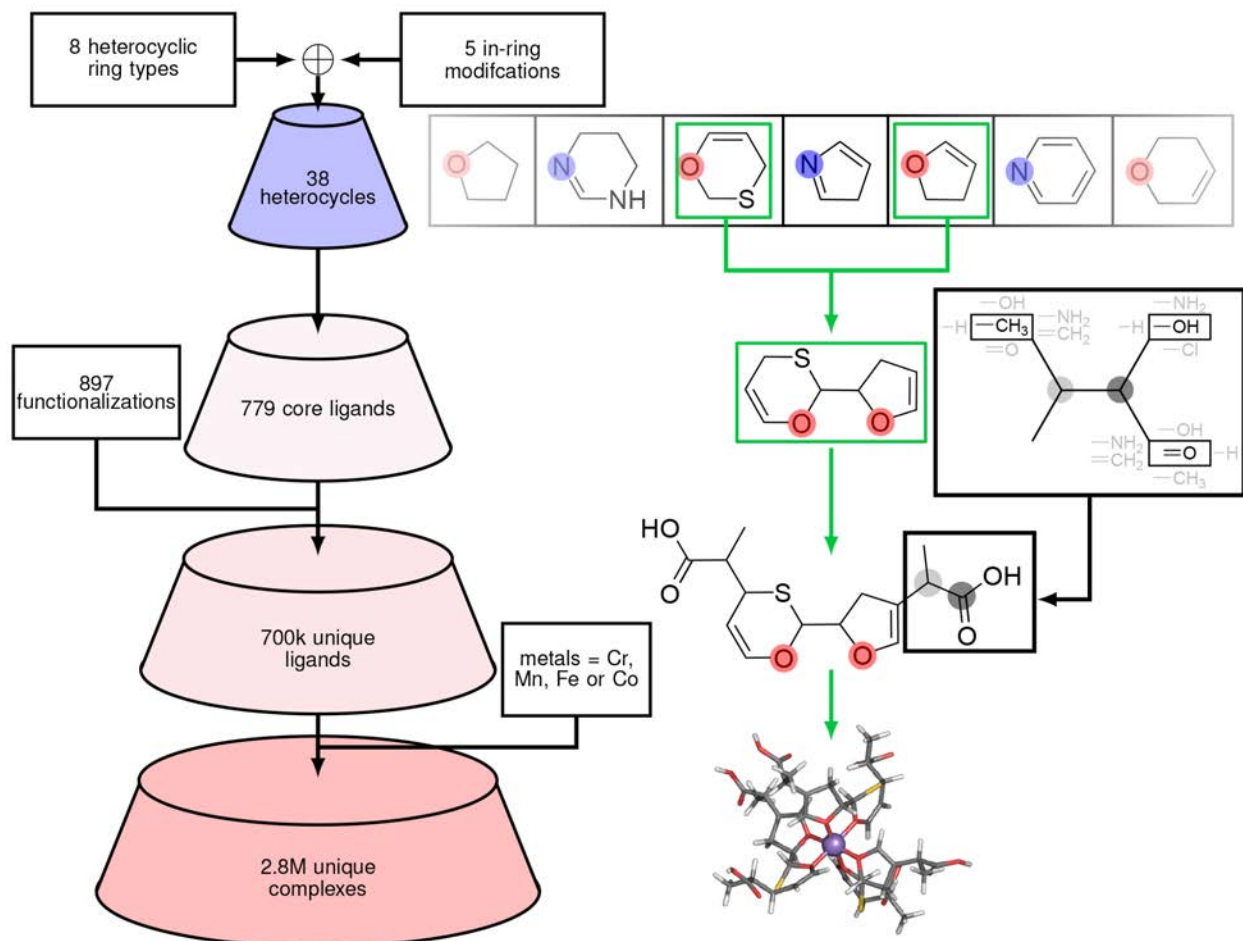 8 heterocyclic
ring types
5 in-ring
modifcations
38
heterocycles
O
N
NH
O
S
N
O
N
O
897
functionalizations
779 core ligands
S
O
O
—OH
—H
—CH₃
=O
—NH₂
=CH₂
—NH₂
—H
—OH
—Cl
—NH₂
=CH₂
—OH
=O
—H
—CH₃
700k unique
ligands
metals = Cr,
Mn, Fe or Co
HO
O
S
O
O
OH
O
2.8M unique
complexes